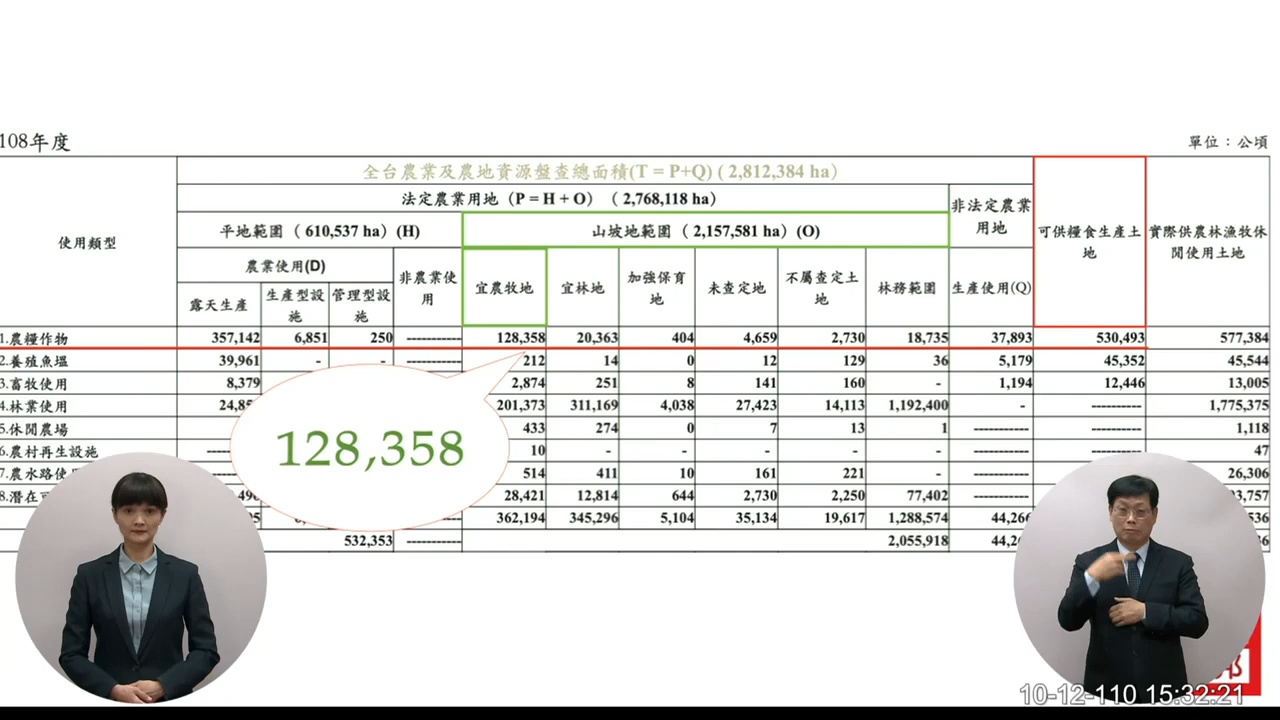 108年度
單位：公頃
使用類型
全台農業及農地資源盤查總面積(T = P+Q) ( 2,812,384 ha)
法定農業用地（P = H + O）（ 2,768,118 ha）
非法定農業用地
可供糧食生產土地
實際供農林漁牧休閒使用土地
平地範圍（ 610,537 ha）(H)
山坡地範圍（ 2,157,581 ha）(O)
農業使用(D)
非農業使用
宜農牧地
宜林地
加強保育地
未查定地
不屬查定土地
林務範圍
生產使用(Q)
露天生產
生產型設施
管理型設施
1.農糧作物 357,142 6,851 250 ----------- 128,358 20,363 404 4,659 2,730 18,735 37,893 530,493 577,384
2.養殖魚塭 39,961 - - ----------- 212 14 0 12 129 36 5,179 45,352 45,544
3.畜牧使用 8,379 2,874 251 8 141 160 - 1,194 12,446 13,005
4.林業使用 201,373 311,169 4,038 27,423 14,113 1,192,400 - ---------- 1,775,375
5.休閒農場 433 274 0 7 13 1 ----------- ---------- 1,118
6.農村再生設施 10 - - - - - ----------- ---------- 47
7.農水路使 514 411 10 161 221 ----------- 26,306
8.潛在 28,421 12,814 644 2,730 2,250 77,402 -----------
362,194 345,296 5,104 35,134 19,617 1,288,574
532,353 ----------- 2,055,918
128,358
10-12-110 15:32:21